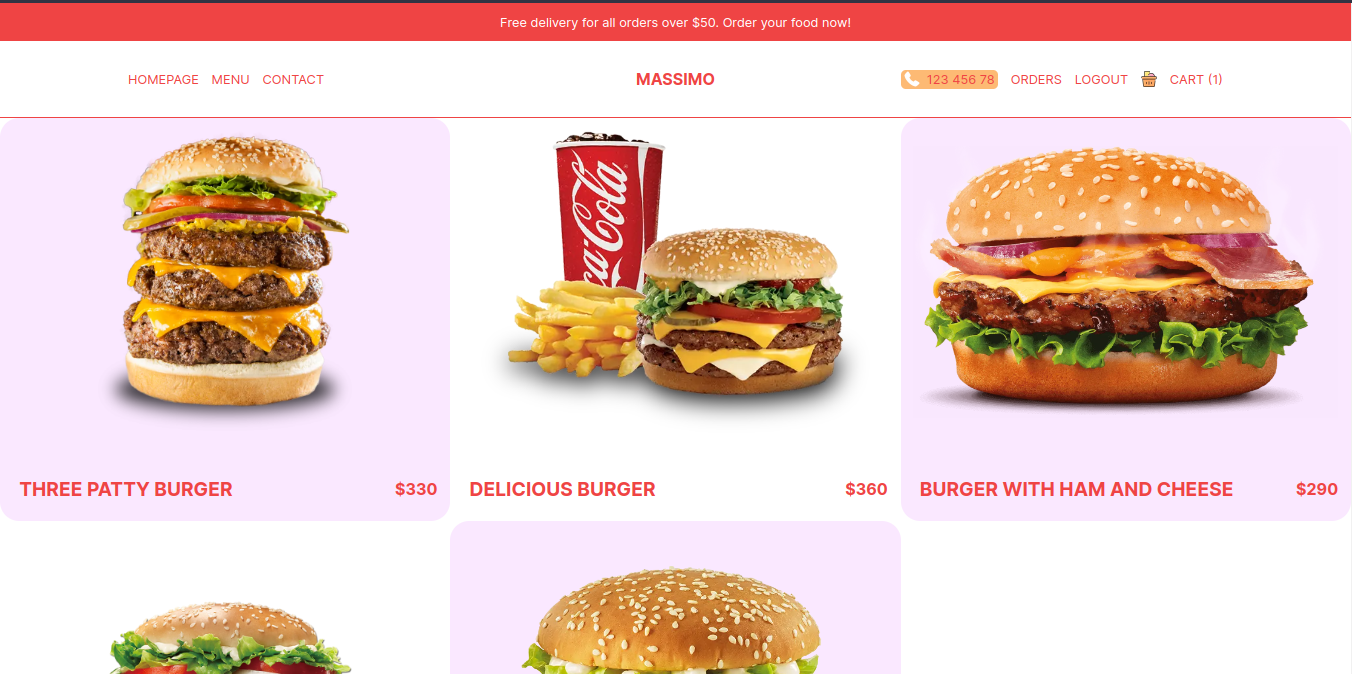 Free delivery for all orders over $50. Order your food now!
HOMEPAGE MENU CONTACT MASSIMO 123 456 78 ORDERS LOGOUT CART (1)
Coca-Cola
THREE PATTY BURGER $330 DELICIOUS BURGER $360 BURGER WITH HAM AND CHEESE $290